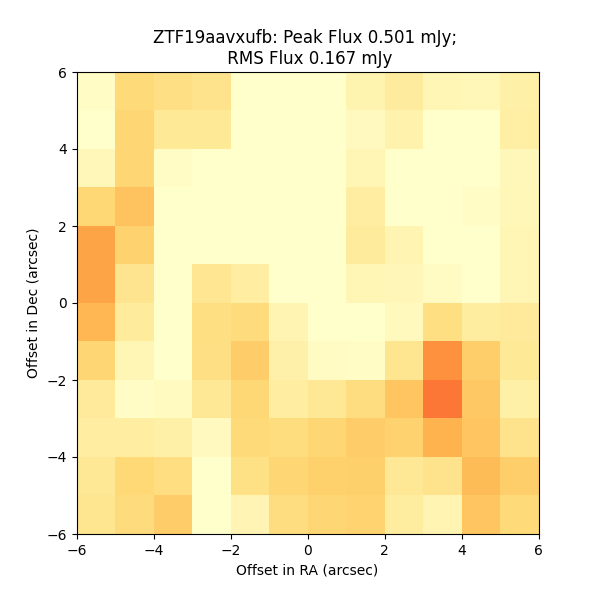 ZTF19aavxufb: Peak Flux 0.501 mJy;
RMS Flux 0.167 mJy
6
4
2
0
−2
−4
−6
Offset in Dec (arcsec)
−6 −4 −2 0 2 4 6
Offset in RA (arcsec)